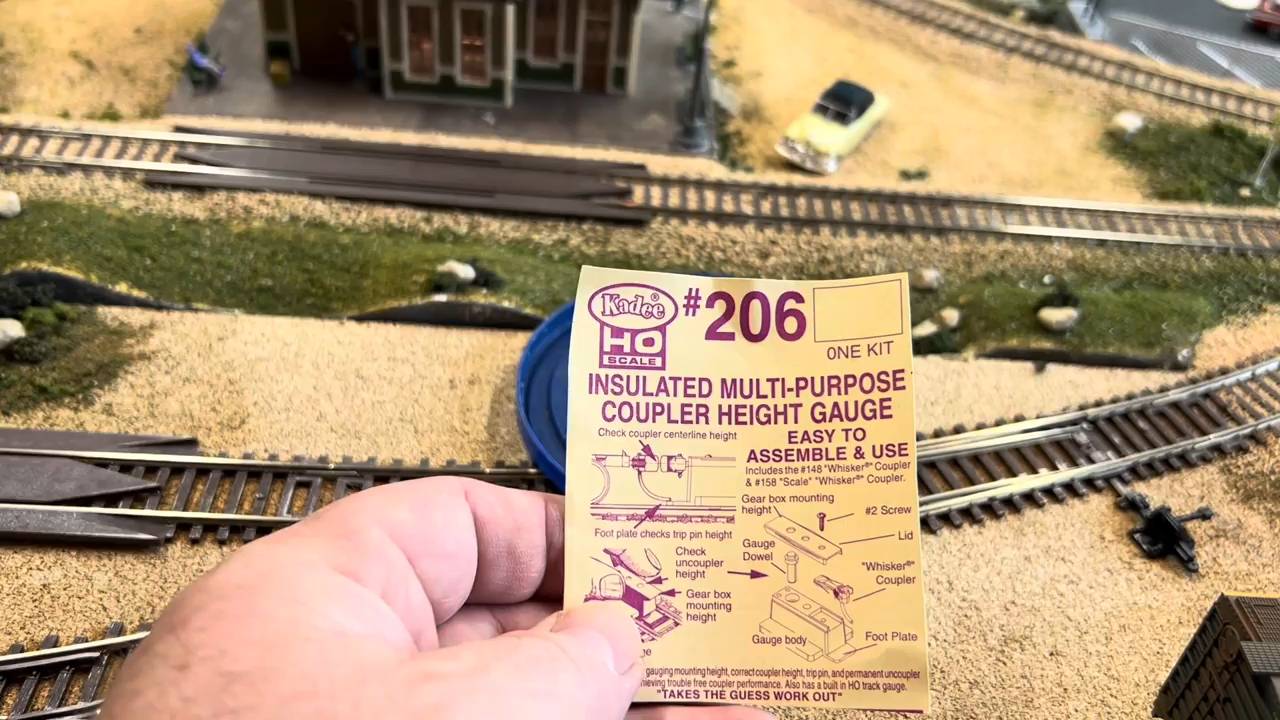 Kadee®
HO
SCALE
#206
ONE KIT
INSULATED MULTI-PURPOSE
COUPLER HEIGHT GAUGE
Check coupler centerline height
EASY TO
ASSEMBLE & USE
Includes the #148 "Whisker®" Coupler
& #158 "Scale" "Whisker®" Coupler.
Gear box mounting
height
#2 Screw
Lid
Foot plate checks trip pin height
Gauge
Dowel
Check
uncoupler
height
"Whisker®"
Coupler
Gear box
mounting
height
Gauge body
Foot Plate
gauging mounting height, correct coupler height, trip pin, and permanent uncoupler
trouble free coupler performance. Also has a built in HO track gauge.
"TAKES THE GUESS WORK OUT"